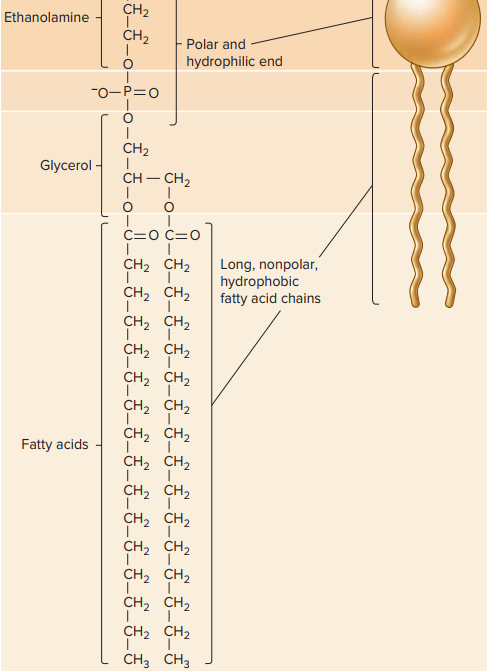 CH₂
Ethanolamine
CH₂
Polar and
hydrophilic end
O
⁻O—P=O
O
CH₂
Glycerol
CH—CH₂
O O
C=O C=O
CH₂ CH₂
Long, nonpolar,
hydrophobic
fatty acid chains
CH₂ CH₂
CH₂ CH₂
CH₂ CH₂
CH₂ CH₂
CH₂ CH₂
CH₂ CH₂
Fatty acids
CH₂ CH₂
CH₂ CH₂
CH₂ CH₂
CH₂ CH₂
CH₂ CH₂
CH₂ CH₂
CH₂ CH₂
CH₃ CH₃